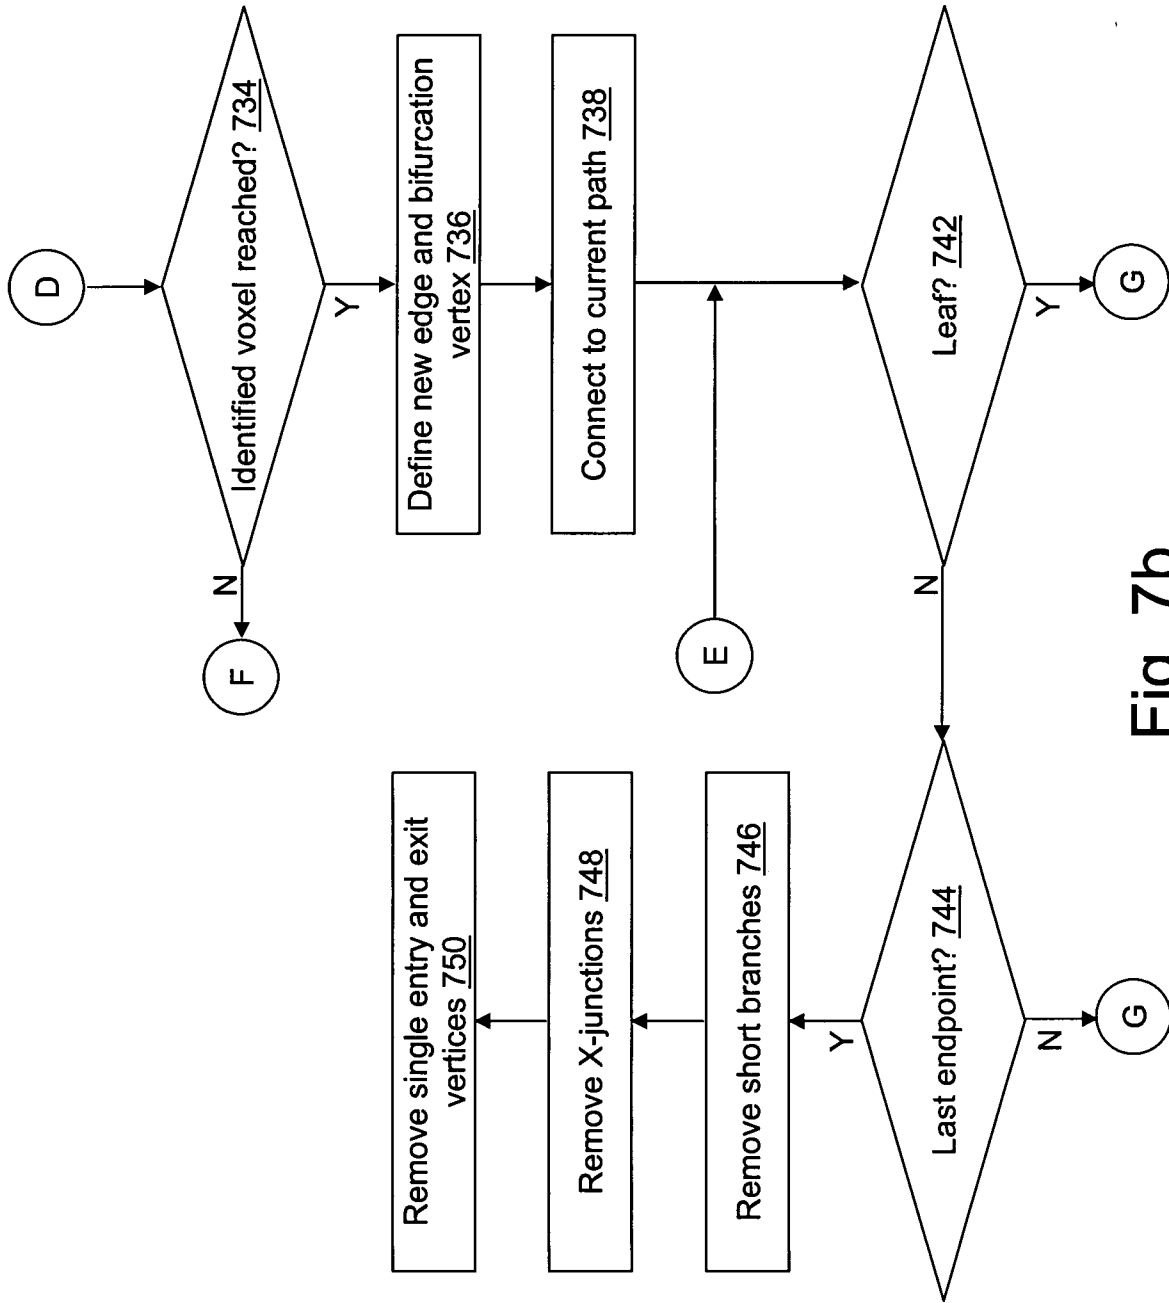 D
Identified voxel reached? 734
N
F
Y
Define new edge and bifurcation
vertex 736
Connect to current path 738
E
Leaf? 742
Y
G
N
Last endpoint? 744
N
G
Y
Remove short branches 746
Remove X-junctions 748
Remove single entry and exit
vertices 750
Fig. 7b